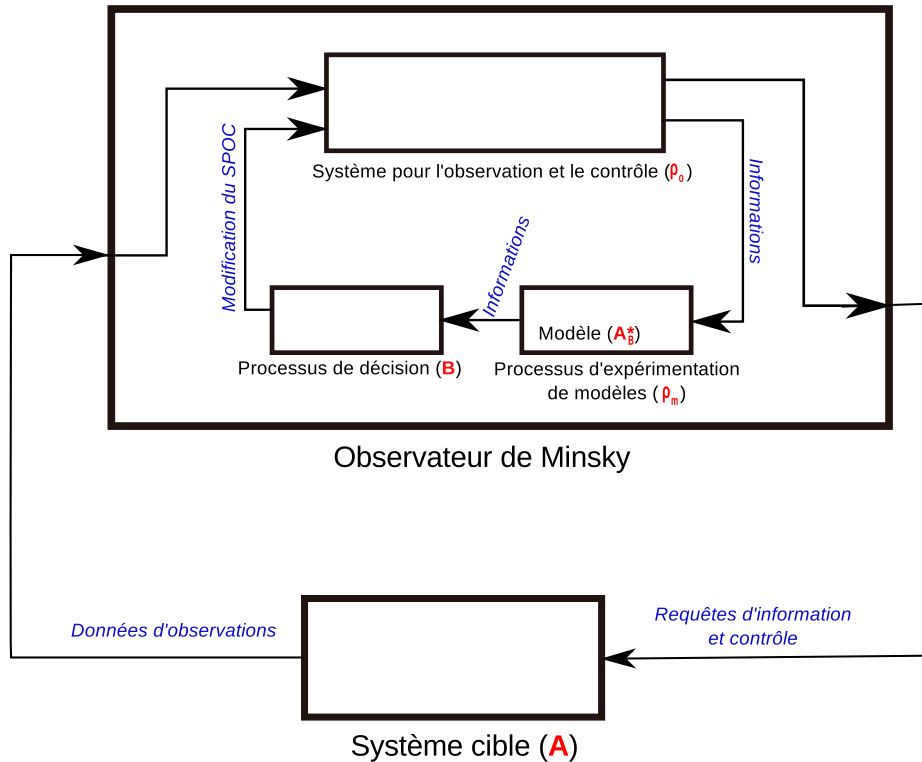 Système pour l'observation et le contrôle (ρo)
Modification du SPOC
Informations
Informations
Modèle (A*B)
Processus de décision (B)
Processus d'expérimentation
de modèles (ρm)
Observateur de Minsky
Données d'observations
Requêtes d'information
et contrôle
Système cible (A)